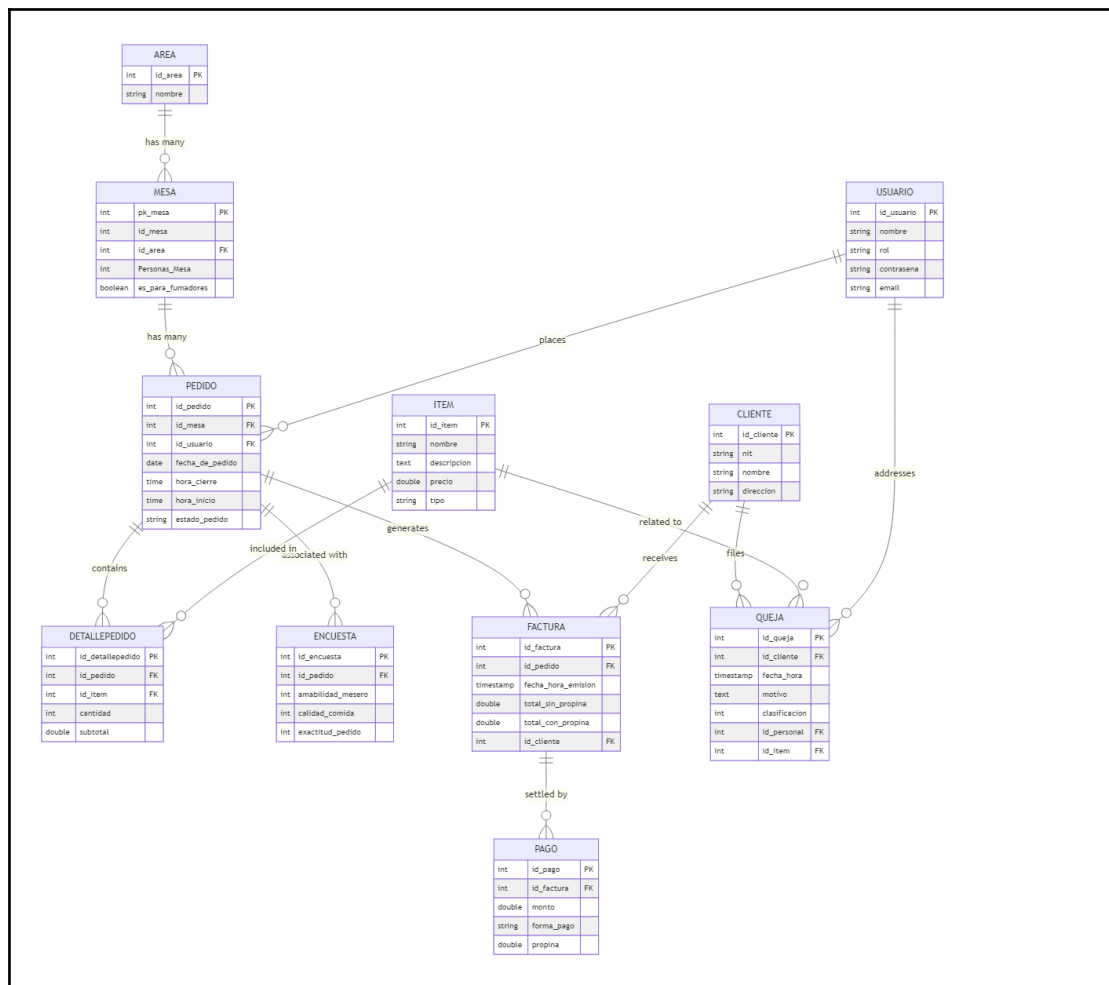 AREA
int id_area PK
string nombre
has many
MESA
int pk_mesa PK
int id_mesa
int id_area FK
int Personas_Mesa
boolean es_para_fumadores
USUARIO
int id_usuario PK
string nombre
string rol
string contrasena
string email
has many
places
PEDIDO
int id_pedido PK
int id_mesa FK
int id_usuario FK
date fecha_de_pedido
time hora_cierre
time hora_inicio
string estado_pedido
ITEM
int id_item PK
string nombre
text descripcion
double precio
string tipo
CLIENTE
int id_cliente PK
string nit
string nombre
string direccion
addresses
related to
generates
included in
associated with
files
receives
contains
DETALLEPEDIDO
int id_detallepedido PK
int id_pedido FK
int id_item FK
int cantidad
double subtotal
ENCUESTA
int id_encuesta PK
int id_pedido FK
int amabilidad_mesero
int calidad_comida
int exactitud_pedido
FACTURA
int id_factura PK
int id_pedido FK
timestamp fecha_hora_emision
double total_sin_propina
double total_con_propina
int id_cliente FK
QUEJA
int id_queja PK
int id_cliente FK
timestamp fecha_hora
text motivo
int clasificacion
int id_personal FK
int id_item FK
settled by
PAGO
int id_pago PK
int id_factura FK
double monto
string forma_pago
double propina